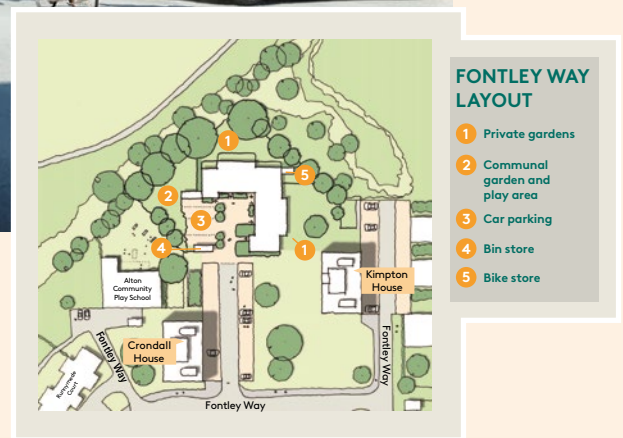 FONTLEY WAY
LAYOUT
1 Private gardens
2 Communal
garden and
play area
3 Car parking
4 Bin store
5 Bike store
1
5
2
3
4
1
Alton
Community
Play School
Kimpton
House
Crondall
House
Fontley Way
Fontley Way
Runnymede
Court
Fontley Way